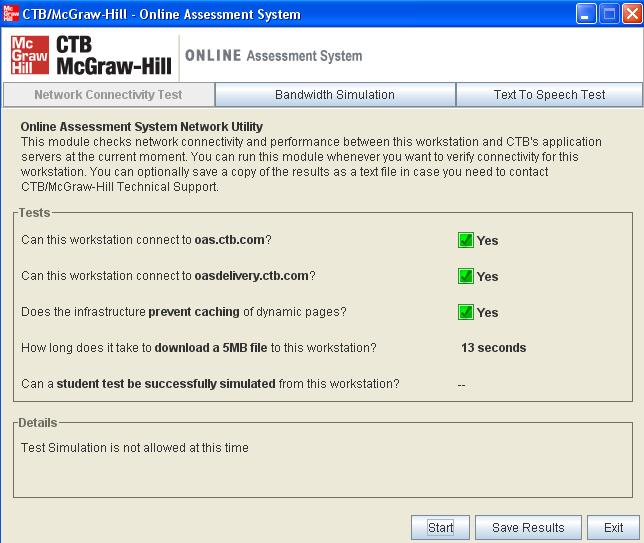 CTB/McGraw-Hill - Online Assessment System
Mc
Graw
Hill
CTB
McGraw-Hill
ONLINE Assessment System
Network Connectivity Test
Bandwidth Simulation
Text To Speech Test
Online Assessment System Network Utility
This module checks network connectivity and performance between this workstation and CTB's application
servers at the current moment. You can run this module whenever you want to verify connectivity for this
workstation. You can optionally save a copy of the results as a text file in case you need to contact
CTB/McGraw-Hill Technical Support.
Tests
Can this workstation connect to oas.ctb.com? Yes
Can this workstation connect to oasdelivery.ctb.com? Yes
Does the infrastructure prevent caching of dynamic pages? Yes
How long does it take to download a 5MB file to this workstation? 13 seconds
Can a student test be successfully simulated from this workstation? --
Details
Test Simulation is not allowed at this time
Start
Save Results
Exit